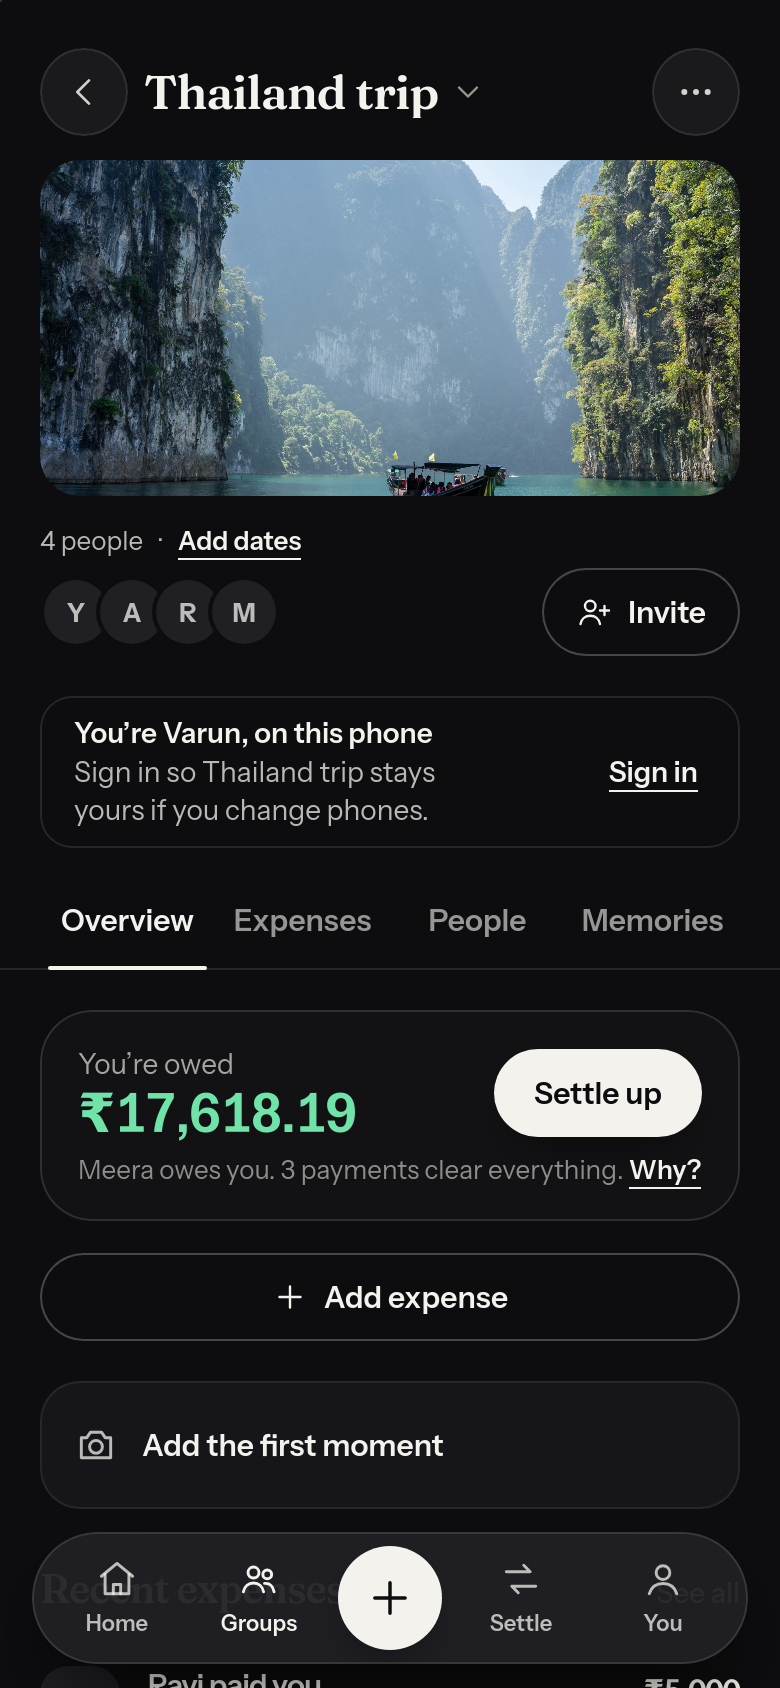 Thailand trip
4 people · Add dates
Y A R M
Invite
You’re Varun, on this phone
Sign in so Thailand trip stays
yours if you change phones.
Sign in
Overview Expenses People Memories
You’re owed
₹17,618.19
Settle up
Meera owes you. 3 payments clear everything. Why?
Add expense
Add the first moment
Recent expenses See all
Home Groups Settle You
Ravi paid you ₹5,000